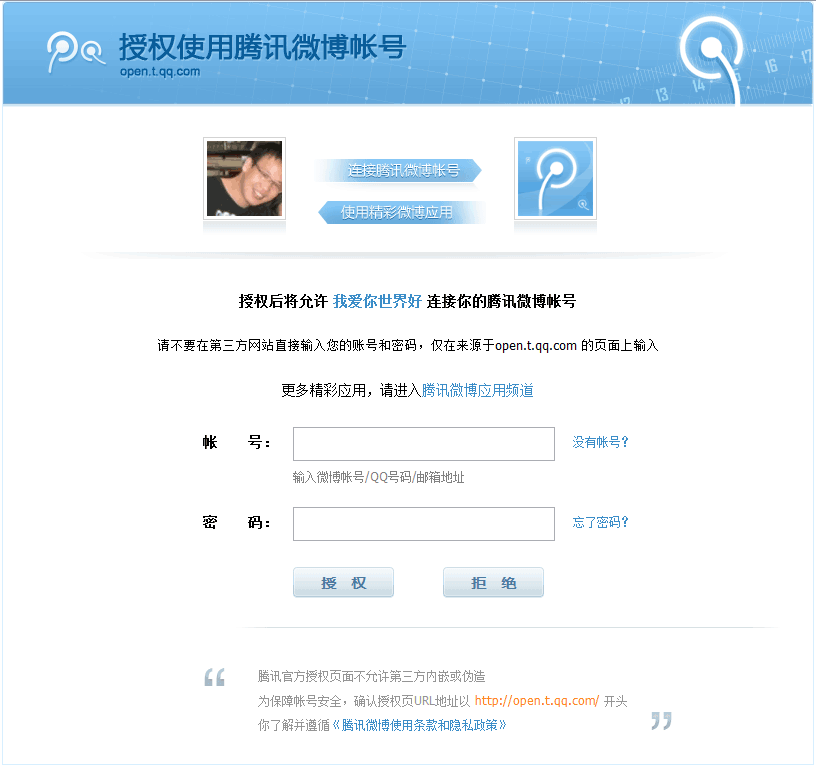 授权使用腾讯微博帐号
open.t.qq.com
13 14 15 16 17
12
连接腾讯微博帐号
使用精彩微博应用
授权后将允许 我爱你世界好 连接你的腾讯微博帐号
请不要在第三方网站直接输入您的账号和密码，仅在来源于open.t.qq.com 的页面上输入
更多精彩应用，请进入腾讯微博应用频道
帐 号： 没有帐号？
输入微博帐号/QQ号码/邮箱地址
密 码： 忘了密码？
授 权 拒 绝
“ 腾讯官方授权页面不允许第三方内嵌或伪造
为保障帐号安全，确认授权页URL地址以 http://open.t.qq.com/ 开头
你了解并遵循《腾讯微博使用条款和隐私政策》 ”